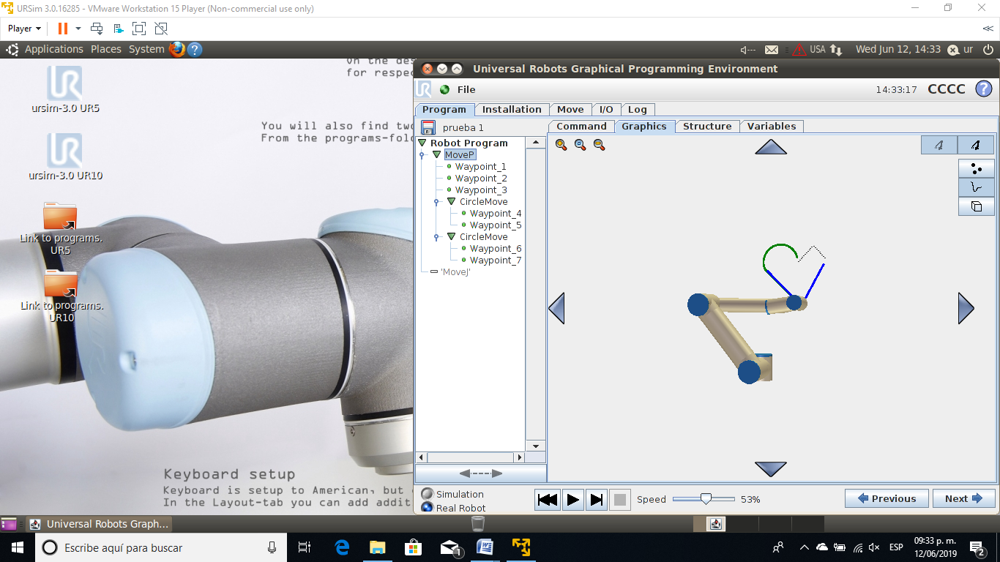 URSim 3.0.16285 - VMware Workstation 15 Player (Non-commercial use only)
Player
Applications Places System
USA
Wed Jun 12, 14:33
ur
UR
ursim-3.0 UR5
UR
ursim-3.0 UR10
Link to programs.
UR5
Link to programs.
UR10
On the des
for respec
You will also find two
From the programs-fol
Keyboard setup
Keyboard is setup to American, but
In the Layout-tab you can add addit
Universal Robots Graphical Programming Environment
UR
File
14:33:17
CCCC
?
Program Installation Move I/O Log
prueba 1
Command Graphics Structure Variables
Robot Program
MoveP
Waypoint_1
Waypoint_2
Waypoint_3
CircleMove
Waypoint_4
Waypoint_5
CircleMove
Waypoint_6
Waypoint_7
'MoveJ'
Simulation
Real Robot
Speed
53%
Previous
Next
Universal Robots Graph...
Escribe aquí para buscar
1
ESP
09:33 p. m.
12/06/2019
2